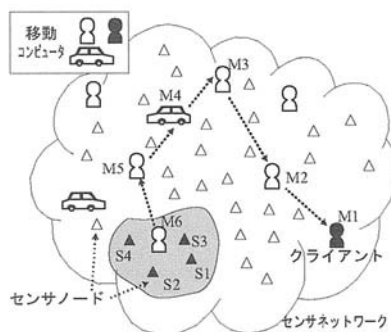 移動
コンピュータ
M3
M4
M5
M2
M6
M1
S4
S3
クライアント
S2
S1
センサノード
センサネットワーク